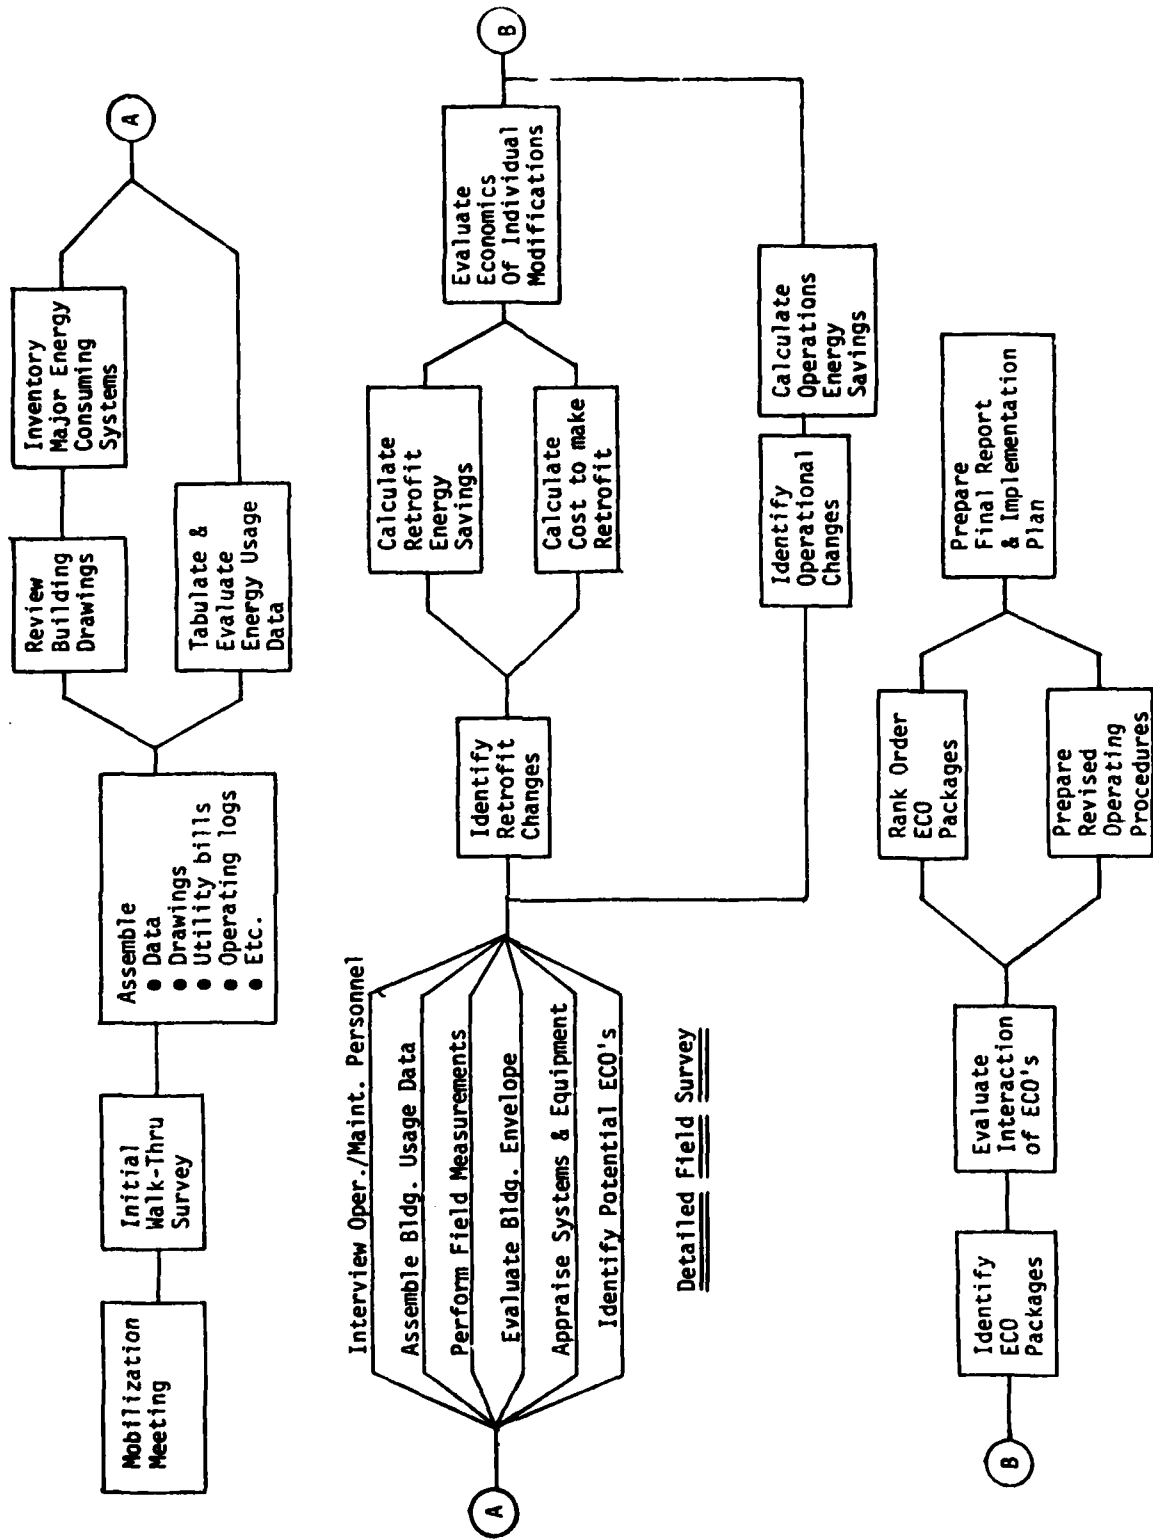 Mobilization
Meeting
Initial
Walk-Thru
Survey
Assemble
● Data
● Drawings
● Utility bills
● Operating logs
● Etc.
Review
Building
Drawings
Inventory
Major Energy
Consuming
Systems
Tabulate &
Evaluate
Energy Usage
Data
A
A
Interview Oper./Maint. Personnel
Assemble Bldg. Usage Data
Perform Field Measurements
Evaluate Bldg. Envelope
Appraise Systems & Equipment
Identify Potential ECO's
Detailed Field Survey
Identify
Retrofit
Changes
Calculate
Retrofit
Energy
Savings
Calculate
Cost to make
Retrofit
Evaluate
Economics
Of Individual
Modifications
B
Identify
Operational
Changes
Calculate
Operations
Energy
Savings
B
Identify
ECO
Packages
Evaluate
Interaction
of ECO's
Rank Order
ECO
Packages
Prepare
Revised
Operating
Procedures
Prepare
Final Report
& Implementation
Plan